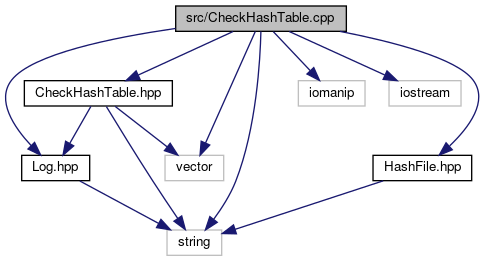 src/CheckHashTable.cpp
CheckHashTable.hpp
iomanip
iostream
Log.hpp
vector
HashFile.hpp
string